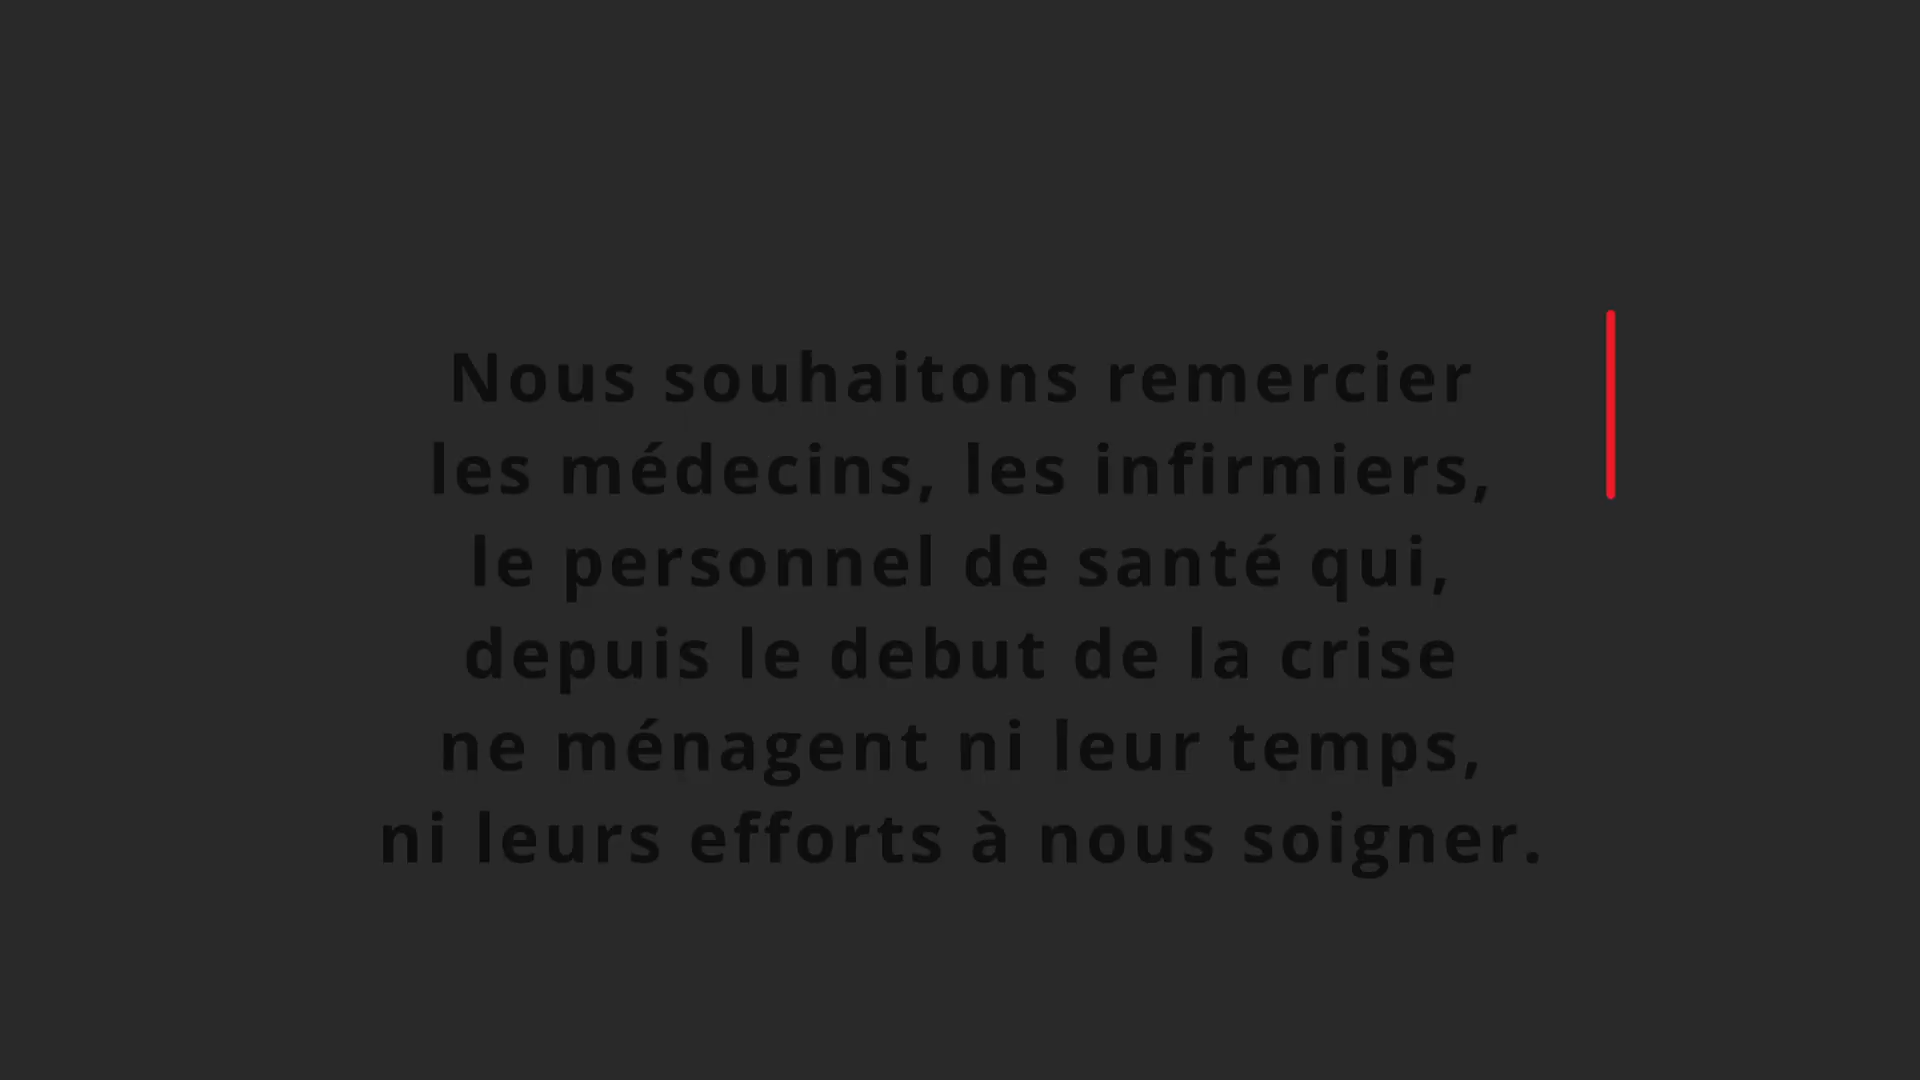 Nous souhaitons remercier
les médecins, les infirmiers,
le personnel de santé qui,
depuis le debut de la crise
ne ménagent ni leur temps,
ni leurs efforts à nous soigner.